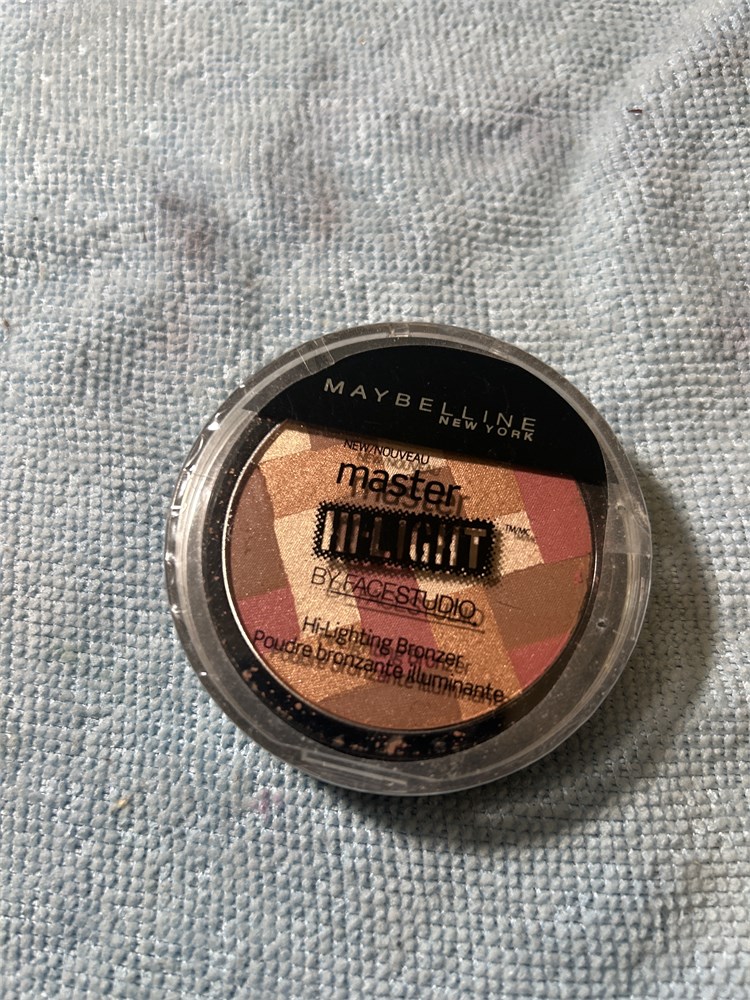 MAYBELLINE
NEW YORK
NEW/NOUVEAU
master
HI·LIGHT TM/MC
BY FACESTUDIO
Hi-Lighting Bronzer
Poudre bronzante illuminante